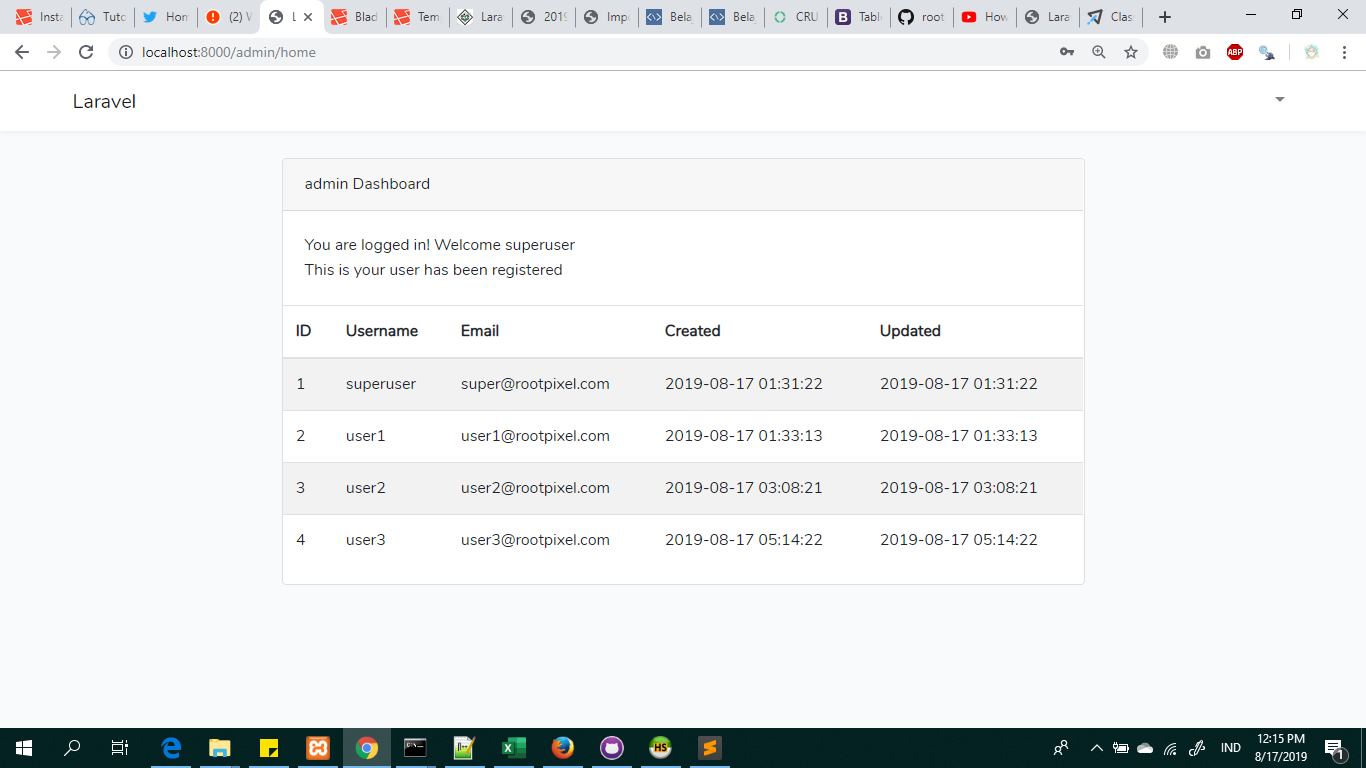 Insta Tuto Hom (2) L Blad Tem Lara 2019 Impo Bela Bela CRU Table root How Lara Clas
localhost:8000/admin/home ABP
Laravel
admin Dashboard
You are logged in! Welcome superuser
This is your user has been registered
ID Username Email Created Updated
1 superuser super@rootpixel.com 2019-08-17 01:31:22 2019-08-17 01:31:22
2 user1 user1@rootpixel.com 2019-08-17 01:33:13 2019-08-17 01:33:13
3 user2 user2@rootpixel.com 2019-08-17 03:08:21 2019-08-17 03:08:21
4 user3 user3@rootpixel.com 2019-08-17 05:14:22 2019-08-17 05:14:22
HS IND 12:15 PM
8/17/2019 1